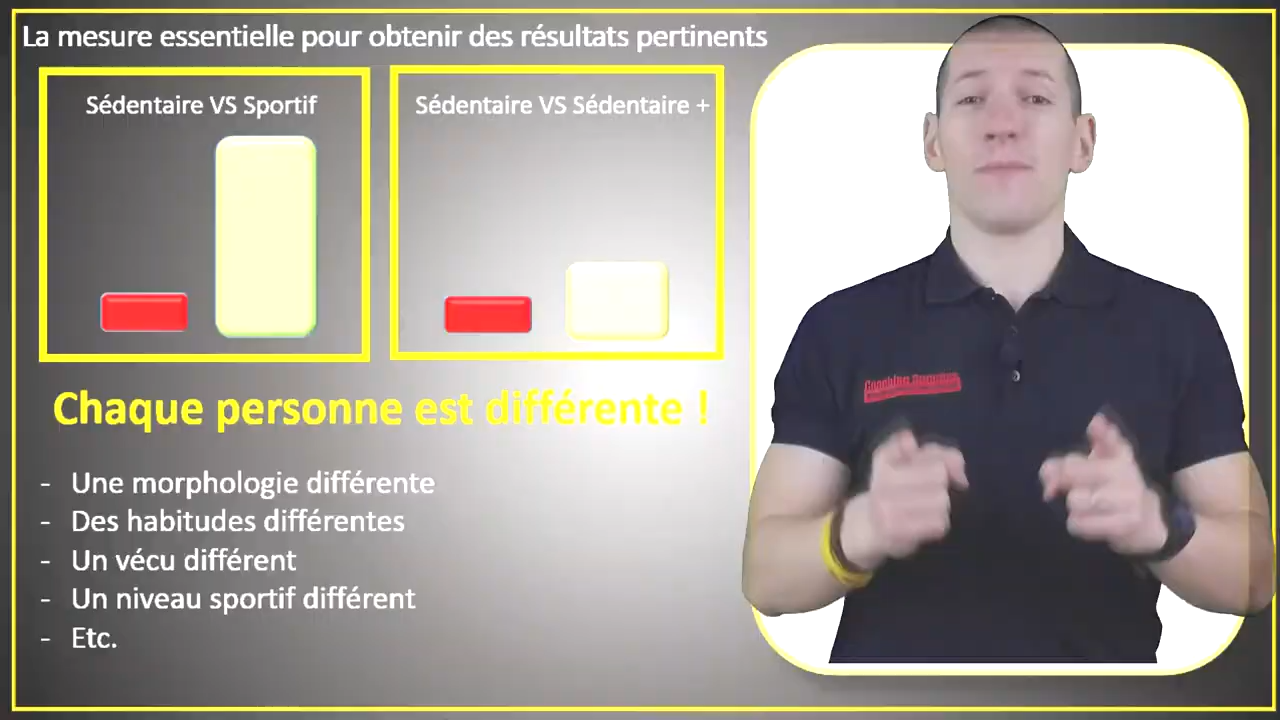 La mesure essentielle pour obtenir des résultats pertinents
Sédentaire VS Sportif
Sédentaire VS Sédentaire +
Chaque personne est différente !
- Une morphologie différente
- Des habitudes différentes
- Un vécu différent
- Un niveau sportif différent
- Etc.
Coaching